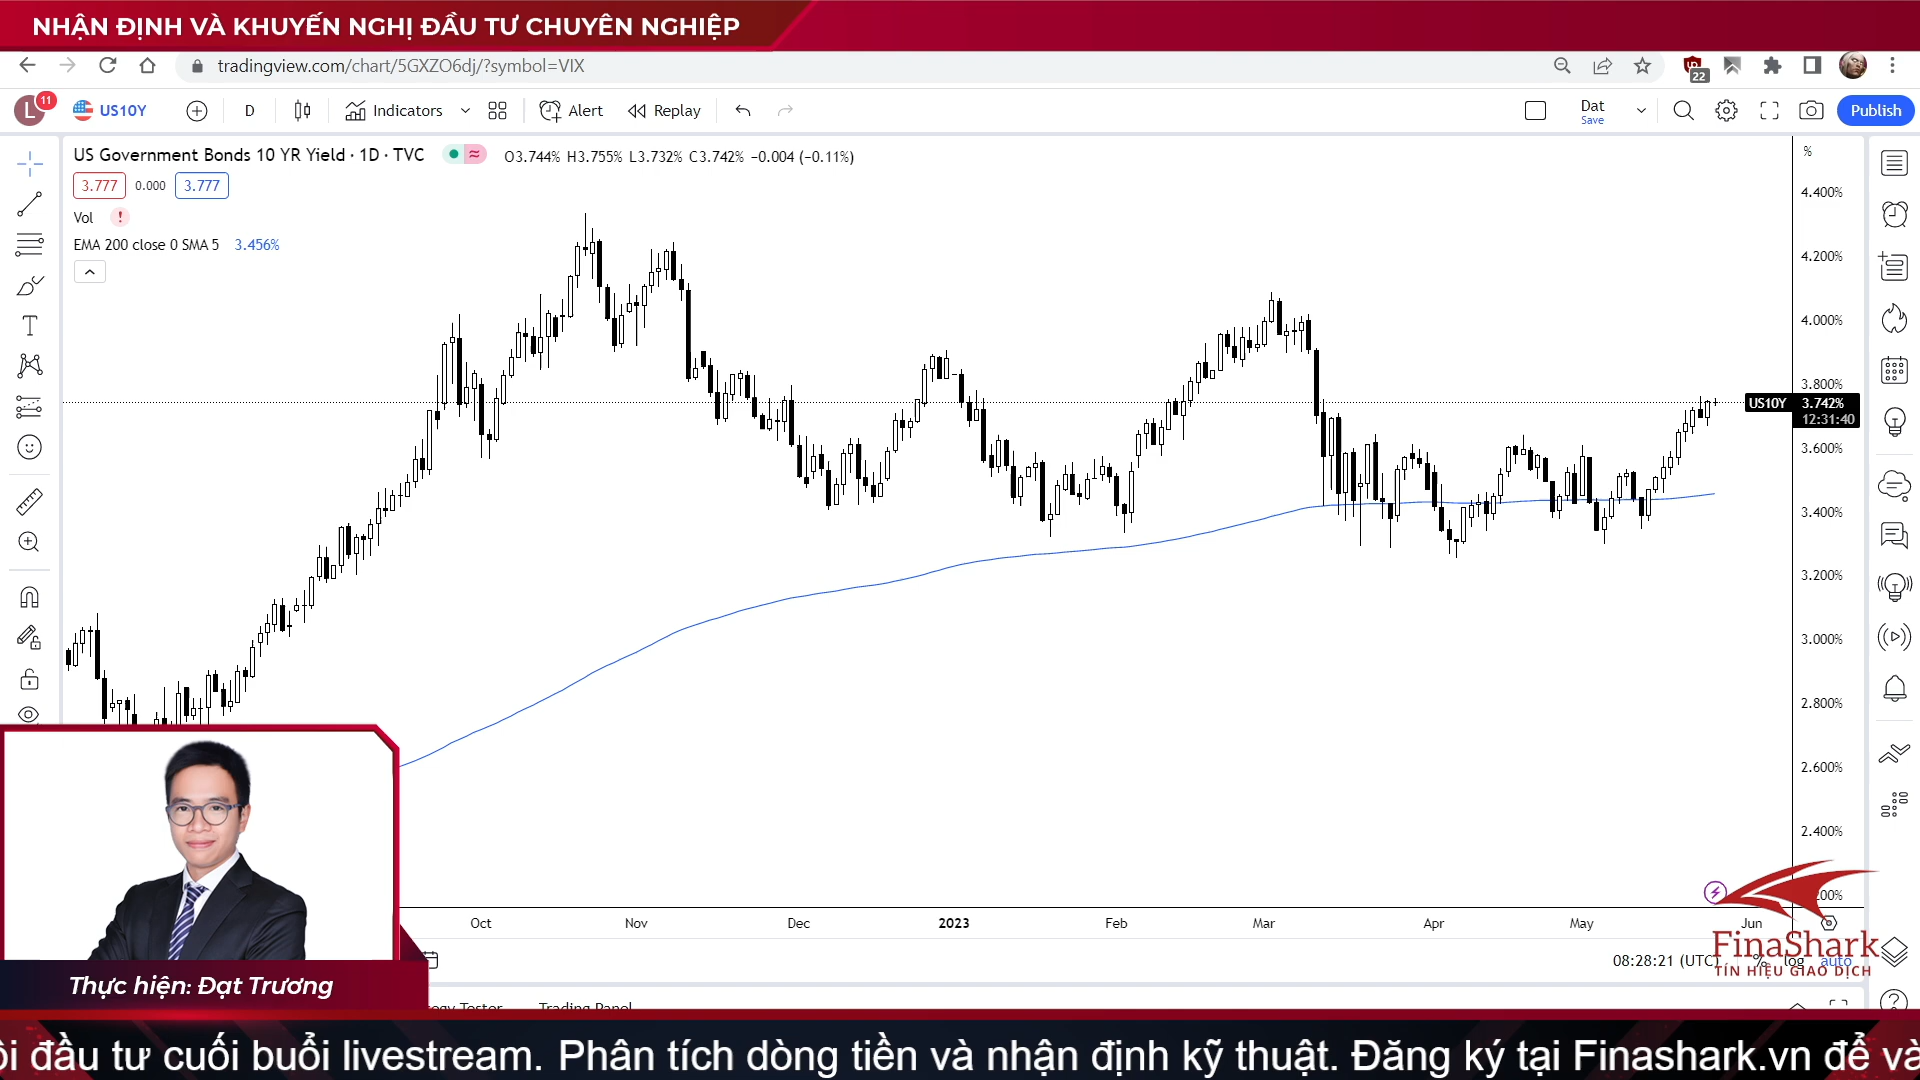 NHẬN ĐỊNH VÀ KHUYẾN NGHỊ ĐẦU TƯ CHUYÊN NGHIỆP
tradingview.com/chart/5GXZO6dj/?symbol=VIX
22
L 11 US10Y D Indicators Alert Replay Dat Save Publish
US Government Bonds 10 YR Yield · 1D · TVC O3.744% H3.755% L3.732% C3.742% −0.004 (−0.11%)
3.777 0.000 3.777
Vol !
EMA 200 close 0 SMA 5 3.456%
%
4.400%
4.200%
4.000%
3.800%
US10Y 3.742%
12:31:40
3.600%
3.400%
3.200%
3.000%
2.800%
2.600%
2.400%
Oct Nov Dec 2023 Feb Mar Apr May Jun
08:28:21 (UTC) % log auto
FinaShark
TÍN HIỆU GIAO DỊCH
Thực hiện: Đạt Trương
Tester Trading Panel
đầu tư cuối buổi livestream. Phân tích dòng tiền và nhận định kỹ thuật. Đăng ký tại Finashark.vn để